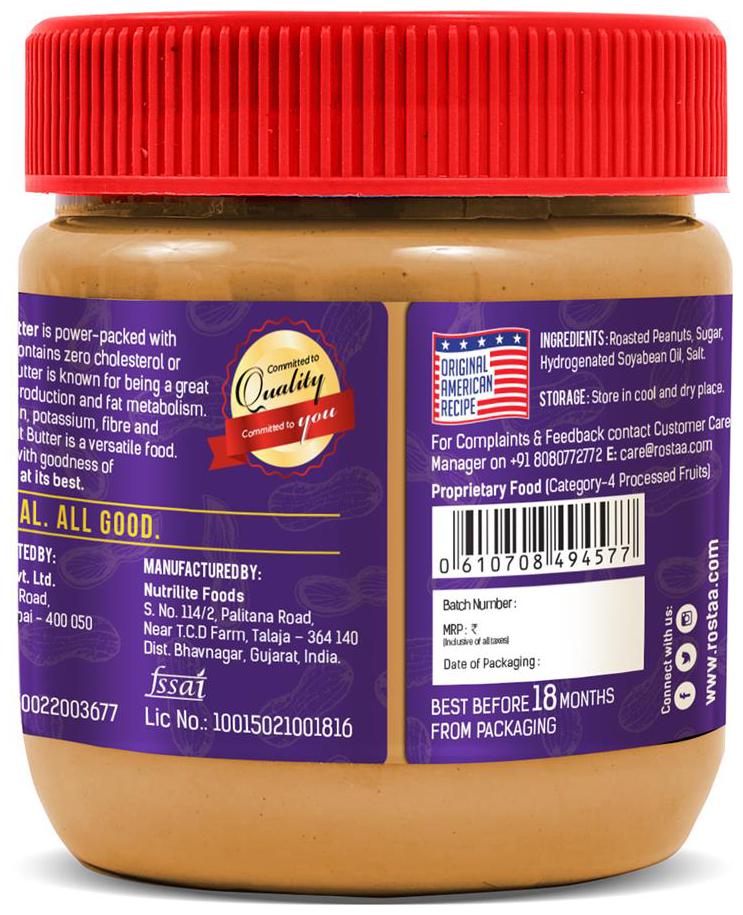 tter is power-packed with
ontains zero cholesterol or
utter is known for being a great
roduction and fat metabolism.
n, potassium, fibre and
t Butter is a versatile food.
with goodness of
at its best.
Committed to
Quality
Committed to you
AL. ALL GOOD.
TED BY:
vt. Ltd.
Road,
bai - 400 050
0022003677
MANUFACTURED BY:
Nutrilite Foods
S. No. 114/2, Palitana Road,
Near T.C.D Farm, Talaja – 364 140
Dist. Bhavnagar, Gujarat, India.
fssai
Lic No.: 10015021001816
ORIGINAL
AMERICAN
RECIPE
INGREDIENTS: Roasted Peanuts, Sugar,
Hydrogenated Soyabean Oil, Salt.
STORAGE: Store in cool and dry place.
For Complaints & Feedback contact Customer Care
Manager on +91 8080772772 E: care@rostaa.com
Proprietary Food (Category-4 Processed Fruits)
0 610708 494577
Batch Number :
MRP : ₹
(Inclusive of all taxes)
Date of Packaging :
BEST BEFORE 18 MONTHS
FROM PACKAGING
Connect with us:
www.rostaa.com